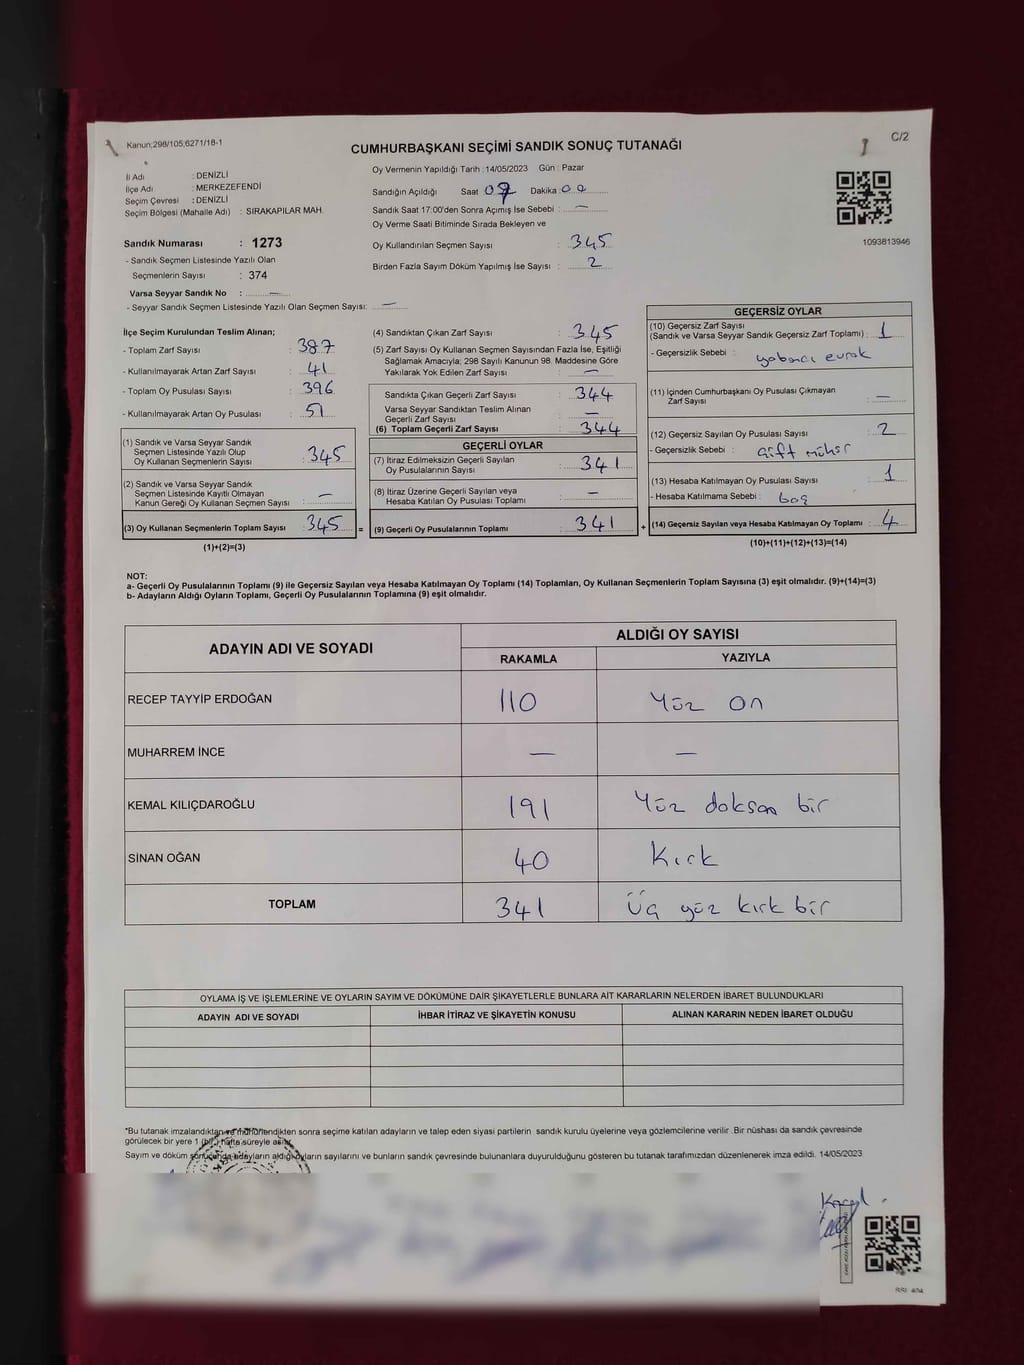 Kanun;298/105;6271/18-1
C/2
CUMHURBAŞKANI SEÇİMİ SANDIK SONUÇ TUTANAĞI
İl Adı : DENİZLİ
İlçe Adı : MERKEZEFENDİ
Seçim Çevresi : DENİZLİ
Seçim Bölgesi (Mahalle Adı) : SIRAKAPILAR MAH.
Sandık Numarası : 1273
- Sandık Seçmen Listesinde Yazılı Olan
Seçmenlerin Sayısı : 374
Varsa Seyyar Sandık No : —
- Seyyar Sandık Seçmen Listesinde Yazılı Olan Seçmen Sayısı: —
Oy Vermenin Yapıldığı Tarih :14/05/2023 Gün : Pazar
Sandığın Açıldığı Saat Dakika :00
Sandık Saat 17:00'den Sonra Açımış İse Sebebi : —
Oy Verme Saati Bitiminde Sırada Bekleyen ve
Oy Kullandırılan Seçmen Sayısı : 345
Birden Fazla Sayım Döküm Yapılmış İse Sayısı : 2
1093813946
İlçe Seçim Kurulundan Teslim Alınan;
- Toplam Zarf Sayısı : 387
- Kullanılmayarak Artan Zarf Sayısı : 41
- Toplam Oy Pusulası Sayısı : 396
- Kullanılmayarak Artan Oy Pusulası : 51
(1) Sandık ve Varsa Seyyar Sandık
Seçmen Listesinde Yazılı Olup
Oy Kullanan Seçmenlerin Sayısı : 345
(2) Sandık ve Varsa Seyyar Sandık
Seçmen Listesinde Kayıtlı Olmayan
Kanun Gereği Oy Kullanan Seçmen Sayısı : —
(3) Oy Kullanan Seçmenlerin Toplam Sayısı : 345 =
(1)+(2)=(3)
(4) Sandıktan Çıkan Zarf Sayısı : 345
(5) Zarf Sayısı Oy Kullanan Seçmen Sayısından Fazla İse, Eşitliği
Sağlamak Amacıyla; 298 Sayılı Kanunun 98. Maddesine Göre
Yakılarak Yok Edilen Zarf Sayısı : —
Sandıkta Çıkan Geçerli Zarf Sayısı : 344
Varsa Seyyar Sandıktan Teslim Alınan
Geçerli Zarf Sayısı : —
(6) Toplam Geçerli Zarf Sayısı : 344
GEÇERLİ OYLAR
(7) İtiraz Edilmeksizin Geçerli Sayılan
Oy Pusulalarının Sayısı : 341
(8) İtiraz Üzerine Geçerli Sayılan veya
Hesaba Katılan Oy Pusulası Toplamı : —
(9) Geçerli Oy Pusulalarının Toplamı : 341 +
GEÇERSİZ OYLAR
(10) Geçersiz Zarf Sayısı
(Sandık ve Varsa Seyyar Sandık Geçersiz Zarf Toplamı) : 1
- Geçersizlik Sebebi : yabancı evrak
(11) İçinden Cumhurbaşkanı Oy Pusulası Çıkmayan
Zarf Sayısı : —
(12) Geçersiz Sayılan Oy Pusulası Sayısı : 2
- Geçersizlik Sebebi : çift mühür
(13) Hesaba Katılmayan Oy Pusulası Sayısı : 1
- Hesaba Katılmama Sebebi : boş
(14) Geçersiz Sayılan veya Hesaba Katılmayan Oy Toplamı : 4
(10)+(11)+(12)+(13)=(14)
NOT:
a- Geçerli Oy Pusulalarının Toplamı (9) ile Geçersiz Sayılan veya Hesaba Katılmayan Oy Toplamı (14) Toplamları, Oy Kullanan Seçmenlerin Toplam Sayısına (3) eşit olmalıdır. (9)+(14)=(3)
b- Adayların Aldığı Oyların Toplamı, Geçerli Oy Pusulalarının Toplamına (9) eşit olmalıdır.
ADAYIN ADI VE SOYADI
ALDIĞI OY SAYISI
RAKAMLA YAZIYLA
RECEP TAYYİP ERDOĞAN 110 Yüz on
MUHARREM İNCE — —
KEMAL KILIÇDAROĞLU 191 Yüz doksan bir
SİNAN OĞAN 40 Kırk
TOPLAM 341 Üç yüz kırk bir
OYLAMA İŞ VE İŞLEMLERİNE VE OYLARIN SAYIM VE DÖKÜMÜNE DAİR ŞİKAYETLERLE BUNLARA AİT KARARLARIN NELERDEN İBARET BULUNDUKLARI
ADAYIN ADI VE SOYADI İHBAR İTİRAZ VE ŞİKAYETİN KONUSU ALINAN KARARIN NEDEN İBARET OLDUĞU
*Bu tutanak imzalandıktan ve mühürlendikten sonra seçime katılan adayların ve talep eden siyasi partilerin sandık kurulu üyelerine veya gözlemcilerine verilir .Bir nüshası da sandık çevresinde
görülecek bir yere 1 (bir) hafta süreyle asılır.
Sayım ve döküm sonucunda adayların aldığı oyların sayılarını ve bunların sandık çevresinde bulunanlara duyurulduğunu gösteren bu tutanak tarafımızdan düzenlenerek imza edildi. 14/05/2023